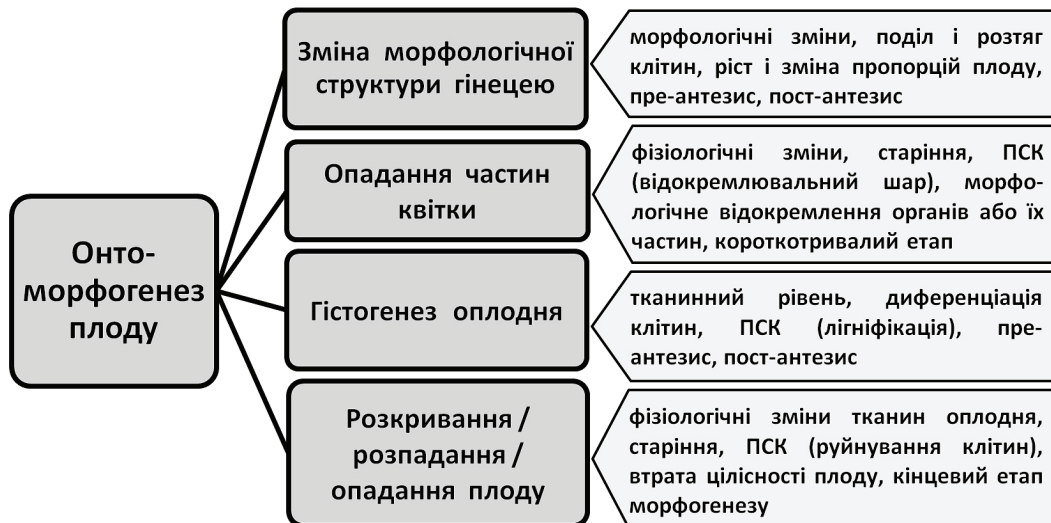 Онто-
морфогенез
плоду
Зміна морфологічної
структури гінецею
морфологічні зміни, поділ і розтяг
клітин, ріст і зміна пропорцій плоду,
пре-антезис, пост-антезис
Опадання частин
квітки
фізіологічні зміни, старіння, ПСК
(відокремлювальний шар), морфо-
логічне відокремлення органів або їх
частин, короткотривалий етап
Гістогенез оплодня
тканинний рівень, диференціація
клітин, ПСК (лігніфікація), пре-
антезис, пост-антезис
Розкривання /
розпадання /
опадання плоду
фізіологічні зміни тканин оплодня,
старіння, ПСК (руйнування клітин),
втрата цілісності плоду, кінцевий етап
морфогенезу